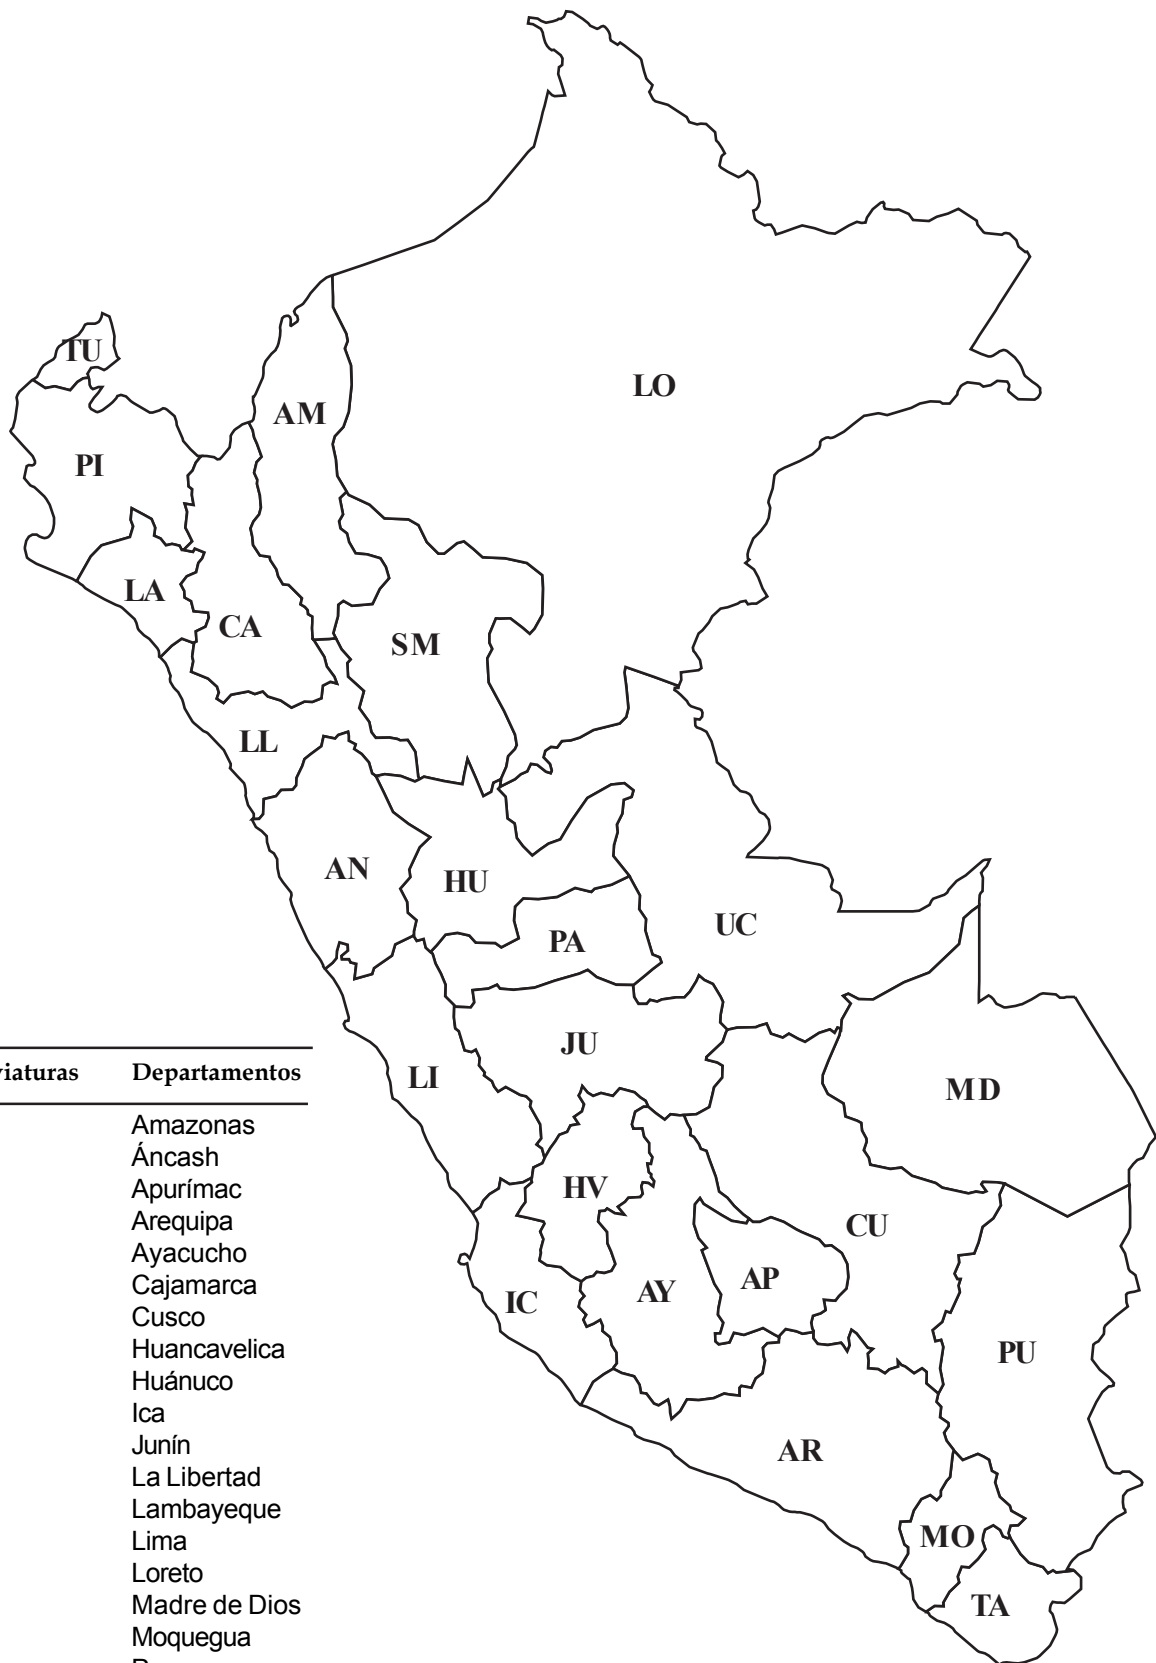 TU
LO
AM
PI
LA
CA
SM
LL
AN
HU
UC
PA
JU
LI
MD
HV
CU
AP
AY
IC
PU
AR
MO
TA
Departamentos
Amazonas
Áncash
Apurímac
Arequipa
Ayacucho
Cajamarca
Cusco
Huancavelica
Huánuco
Ica
Junín
La Libertad
Lambayeque
Lima
Loreto
Madre de Dios
Moquegua